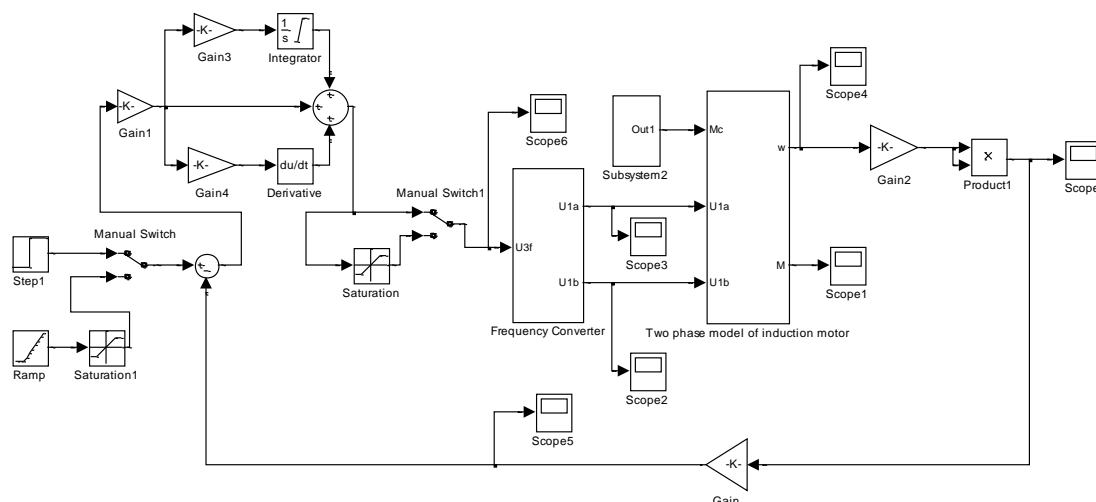 -K-
Gain3
1
s
Integrator
-K-
Gain1
-K-
Gain4
du/dt
Derivative
Manual Switch
Step1
Ramp
Saturation1
Saturation
Manual Switch1
Scope6
U3f
U1a
U1b
Frequency Converter
Scope3
Scope2
Out1
Subsystem2
Mc
U1a
U1b
w
M
Two phase model of induction motor
Scope4
Scope1
-K-
Gain2
×
Product1
Scope
Scope5
-K-
Gain